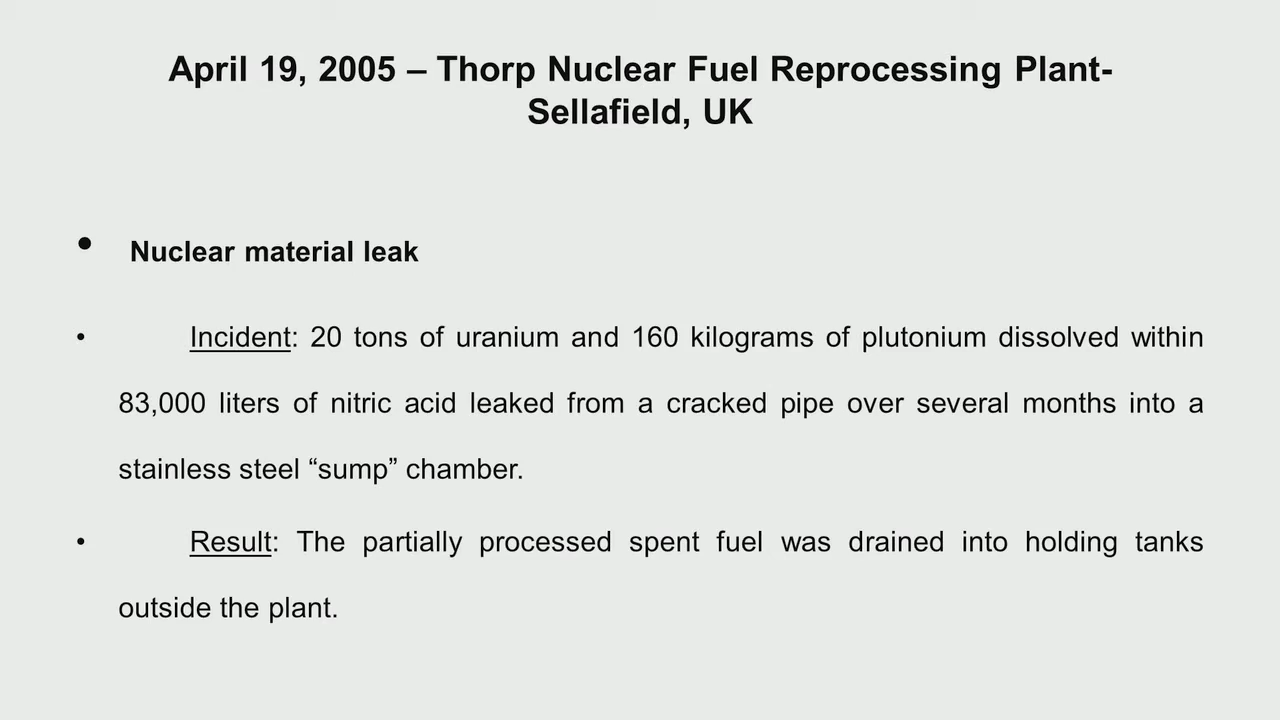 April 19, 2005 – Thorp Nuclear Fuel Reprocessing Plant-
Sellafield, UK
• Nuclear material leak
• Incident: 20 tons of uranium and 160 kilograms of plutonium dissolved within
83,000 liters of nitric acid leaked from a cracked pipe over several months into a
stainless steel “sump” chamber.
• Result: The partially processed spent fuel was drained into holding tanks
outside the plant.